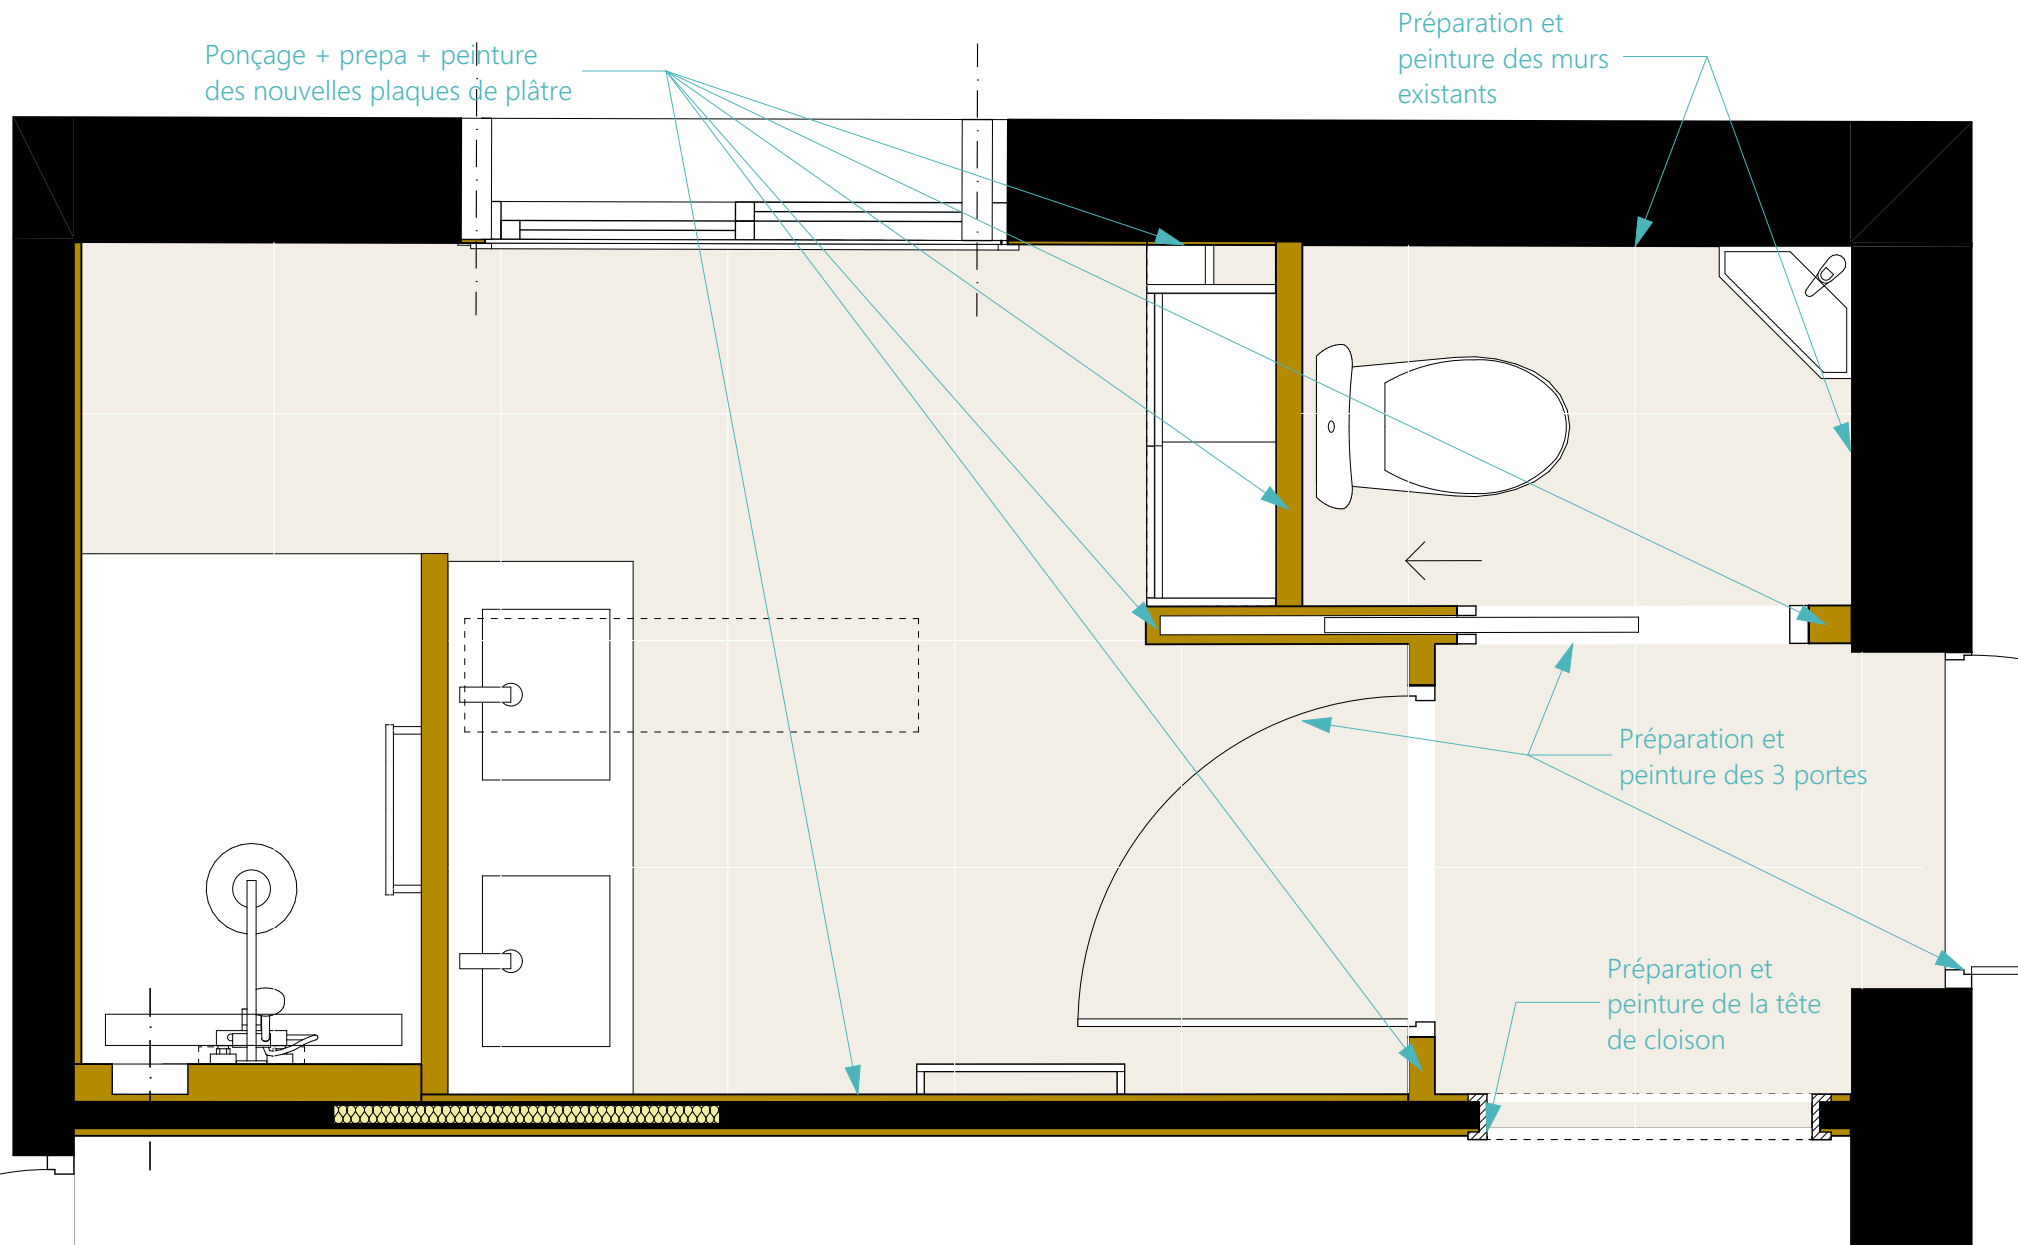 Ponçage + prepa + peinture
des nouvelles plaques de plâtre
Préparation et
peinture des murs
existants
Préparation et
peinture des 3 portes
Préparation et
peinture de la tête
de cloison